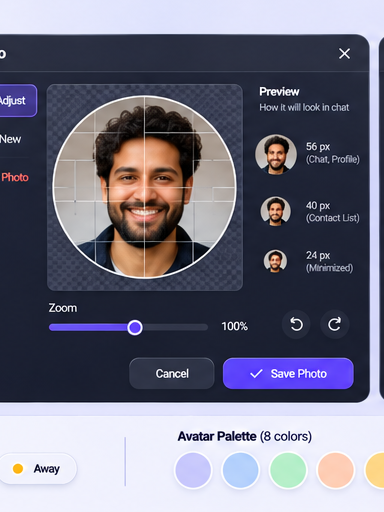 o
Adjust
New
Photo
Preview
How it will look in chat
56 px
(Chat, Profile)
40 px
(Contact List)
24 px
(Minimized)
Zoom
100%
Cancel
Save Photo
Avatar Palette (8 colors)
Away